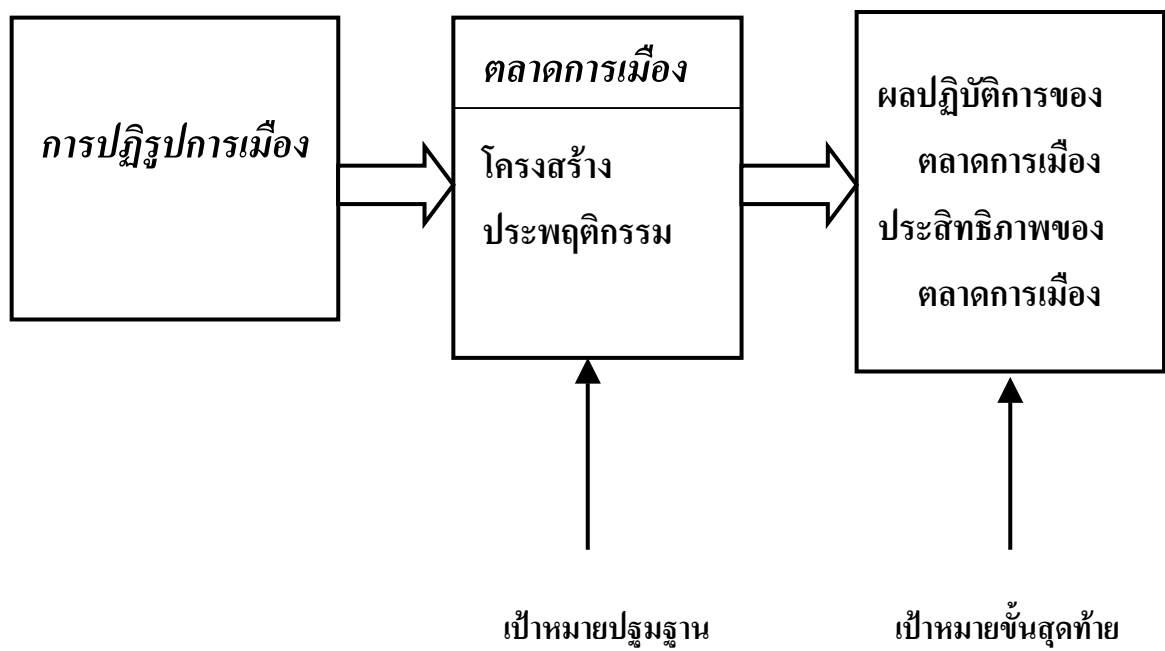 การปฏิรูปการเมือง
ตลาดการเมือง
โครงสร้าง
ประพฤติกรรม
ผลปฏิบัติการของ
ตลาดการเมือง
ประสิทธิภาพของ
ตลาดการเมือง
เป้าหมายปฐมฐาน
เป้าหมายขั้นสุดท้าย